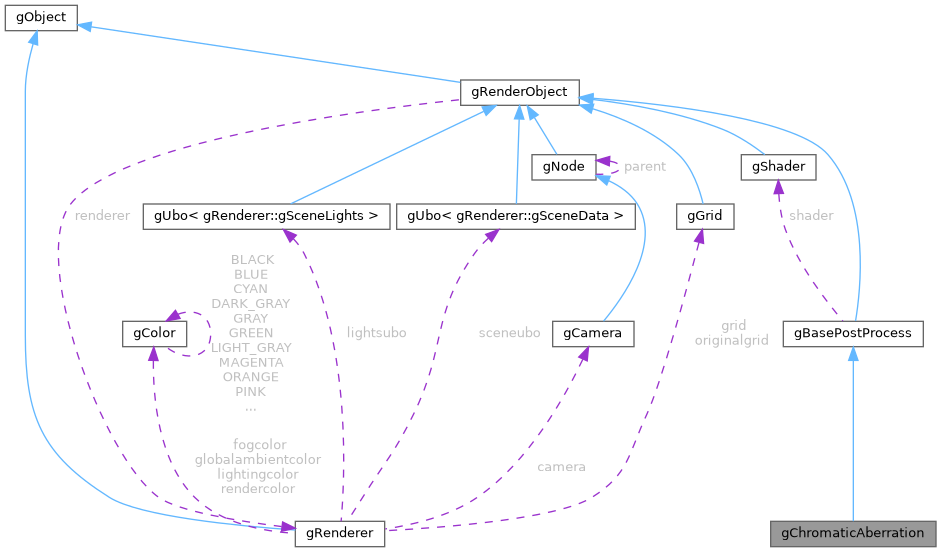 gObject
gRenderObject
gNode
parent
gShader
renderer
gUbo< gRenderer::gSceneLights >
gUbo< gRenderer::gSceneData >
gGrid
shader
BLACK
BLUE
CYAN
DARK_GRAY
GRAY
GREEN
LIGHT_GRAY
MAGENTA
ORANGE
PINK
...
gColor
lightsubo
sceneubo
gCamera
grid
originalgrid
gBasePostProcess
fogcolor
globalambientcolor
lightingcolor
rendercolor
camera
gRenderer
gChromaticAberration